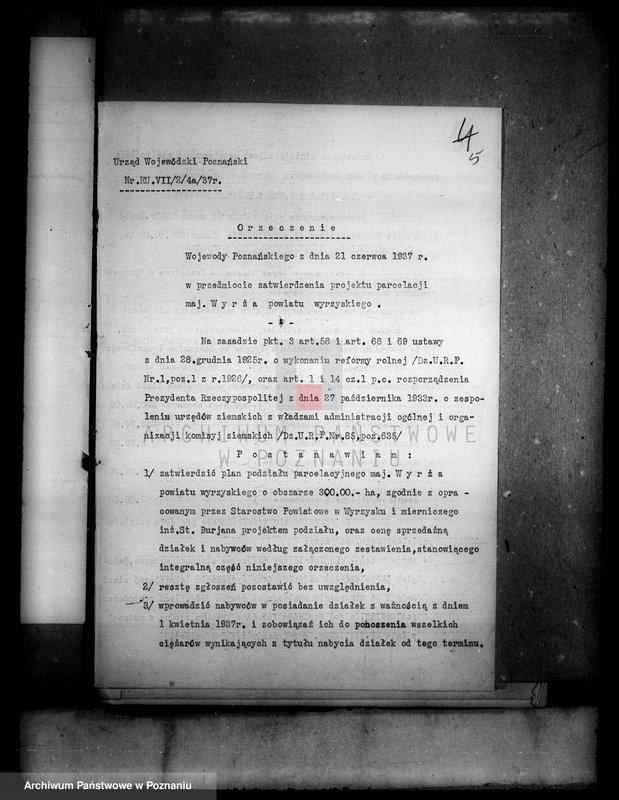 4
5
Urząd Wojewódzki Poznański
Nr.RU.VII/2/4a/37r.
Orzeczenie
Wojewody Poznańskiego z dnia 21 czerwca 1937 r.
w przedmiocie zatwierdzenia projektu parcelacji
maj. Wyrża powiatu wyrzyskiego .
Na zasadzie pkt. 3 art.58 i art. 68 i 69 ustawy
z dnia 28.grudnia 1925r. o wykonaniu reformy rolnej /Dz.U.R.P.
Nr.1,poz.1 z r.1926/, oraz art. 1 i 14 cz.1 p.c. rozporządzenia
Prezydenta Rzeczypospolitej z dnia 27 października 1933r. o zespo-
leniu urzędów ziemskich z władzami administracji ogólnej i orga-
nizacji komisyj ziemskich /Dz.U.R.P.Nr.85,poz.635/
Postanawiam :
1/ zatwierdzić plan podziału parcelacyjnego maj. Wyrża
powiatu wyrzyskiego o obszarze 300.00.- ha, zgodnie z opra -
cowanym przez Starostwo Powiatowe w Wyrzysku i mierniczego
inż.St. Burjana projektem podziału, oraz cenę sprzedażną
działek i nabywców według załączonego zestawienia,stanowiącego
integralną część niniejszego orzeczenia,
2/ resztę zgłoszeń pozostawić bez uwzględnienia,
3/ wprowadzić nabywców w posiadanie działek z ważnością z dniem
1 kwietnia 1937r. i zobowiązać ich do ponoszenia wszelkich
ciężarów wynikających z tytułu nabycia działek od tego terminu.
ARCHIWUM PAŃSTWOWE
W POZNANIU
Archiwum Państwowe w Poznaniu